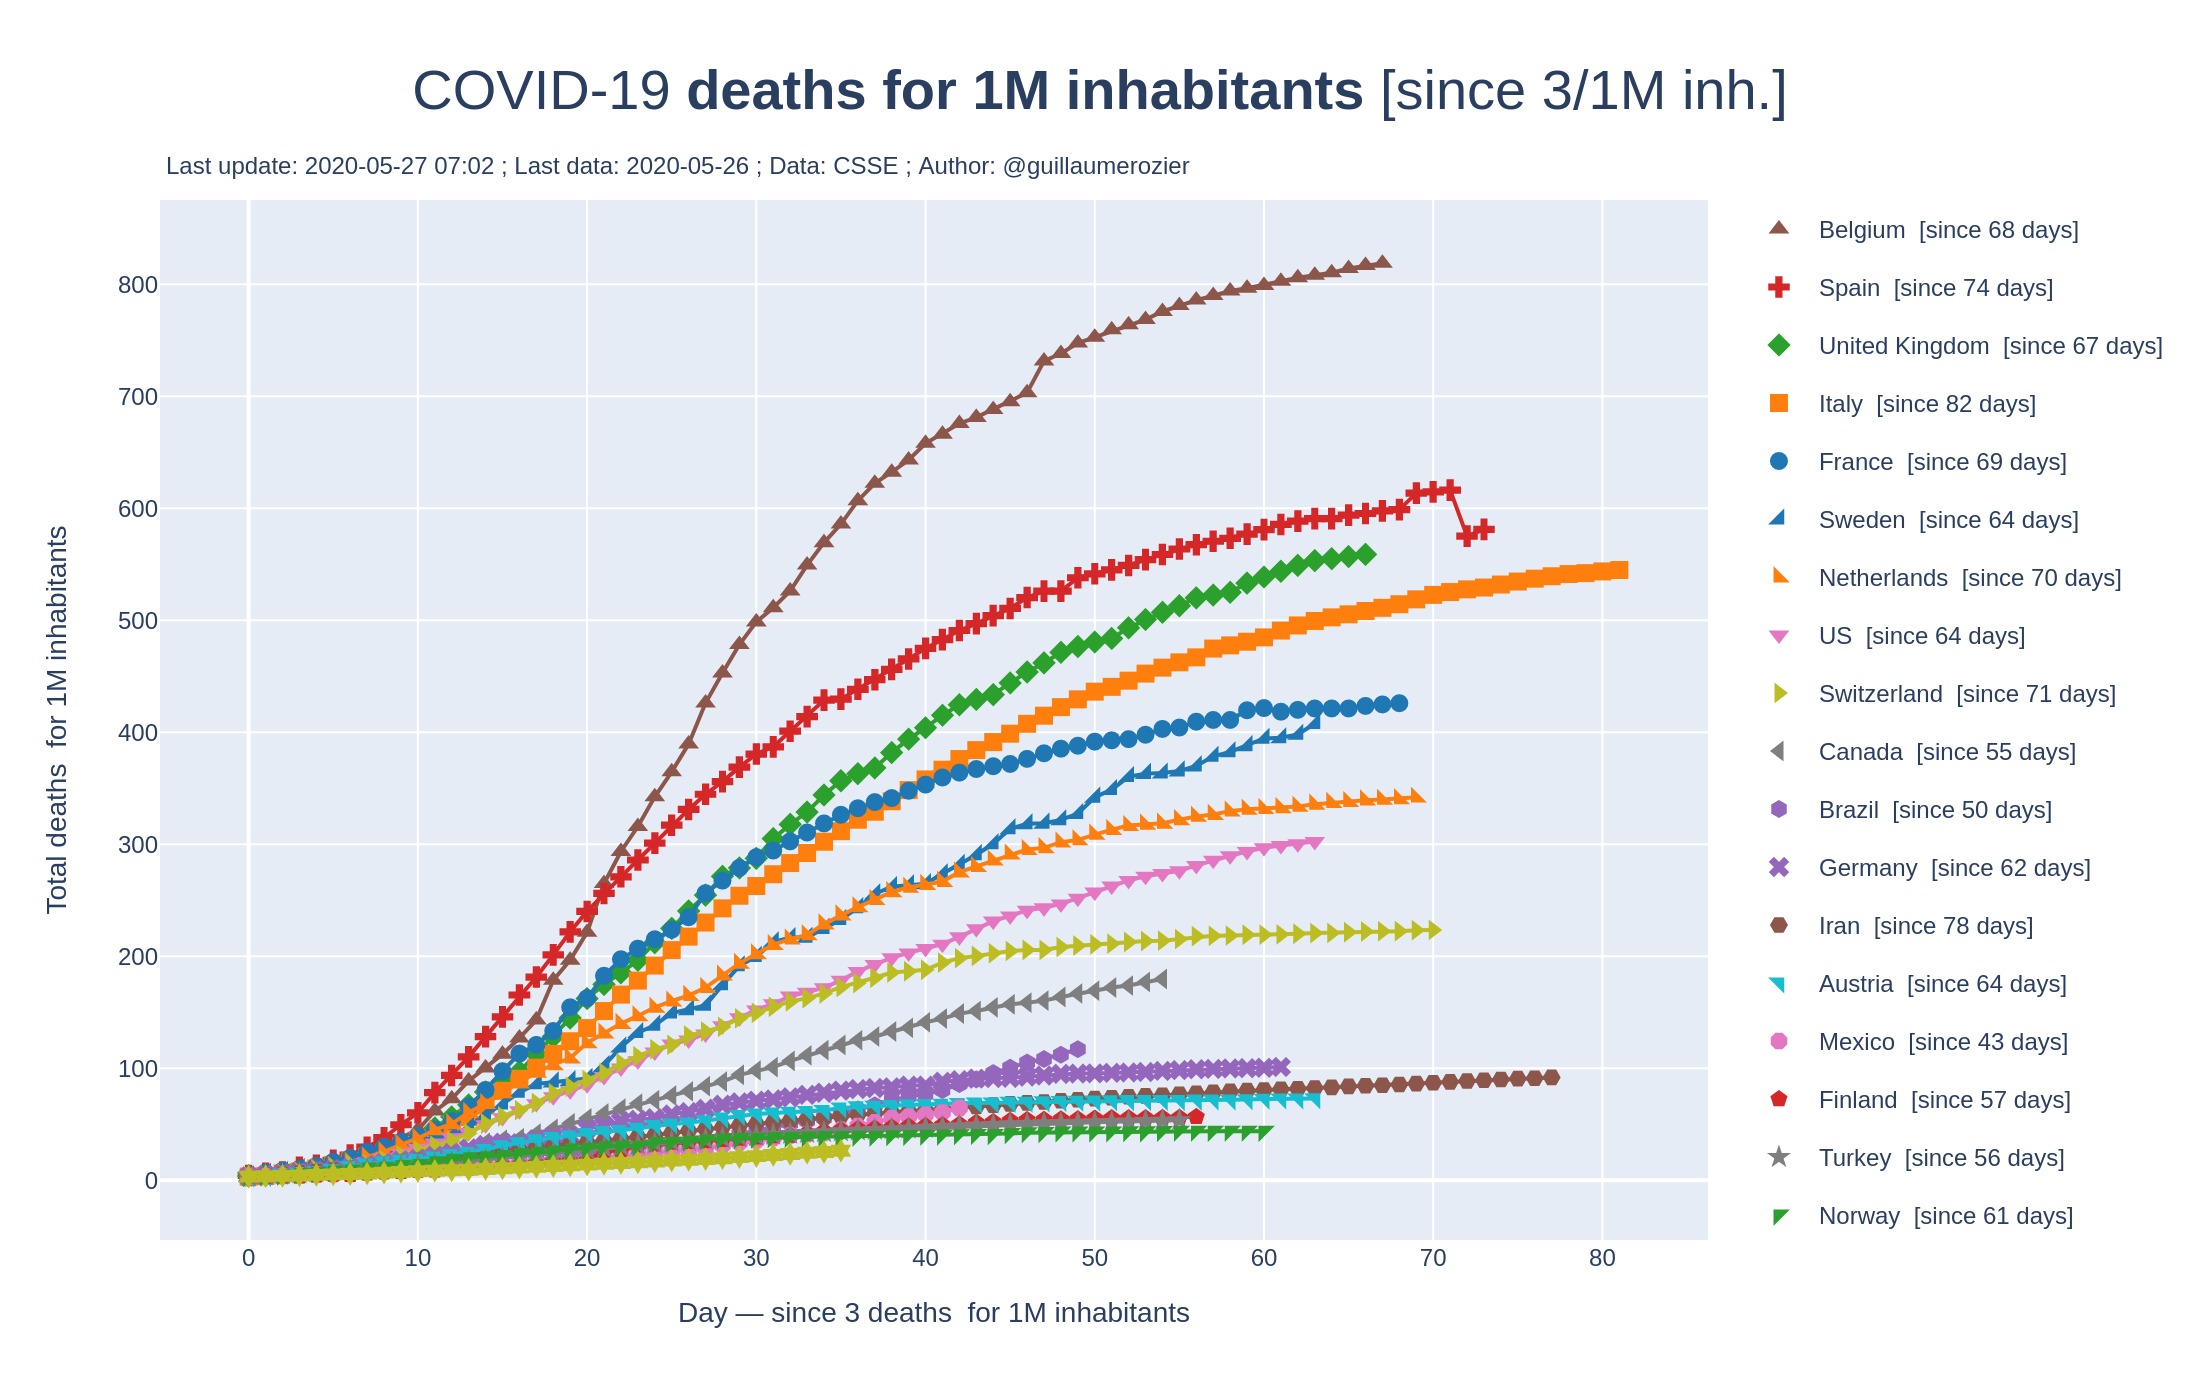 COVID-19 deaths for 1M inhabitants [since 3/1M inh.]
Last update: 2020-05-27 07:02 ; Last data: 2020-05-26 ; Data: CSSE ; Author: @guillaumerozier
Total deaths  for 1M inhabitants
800
700
600
500
400
300
200
100
0
0 10 20 30 40 50 60 70 80
Day — since 3 deaths  for 1M inhabitants
Belgium  [since 68 days]
Spain  [since 74 days]
United Kingdom  [since 67 days]
Italy  [since 82 days]
France  [since 69 days]
Sweden  [since 64 days]
Netherlands  [since 70 days]
US  [since 64 days]
Switzerland  [since 71 days]
Canada  [since 55 days]
Brazil  [since 50 days]
Germany  [since 62 days]
Iran  [since 78 days]
Austria  [since 64 days]
Mexico  [since 43 days]
Finland  [since 57 days]
Turkey  [since 56 days]
Norway  [since 61 days]